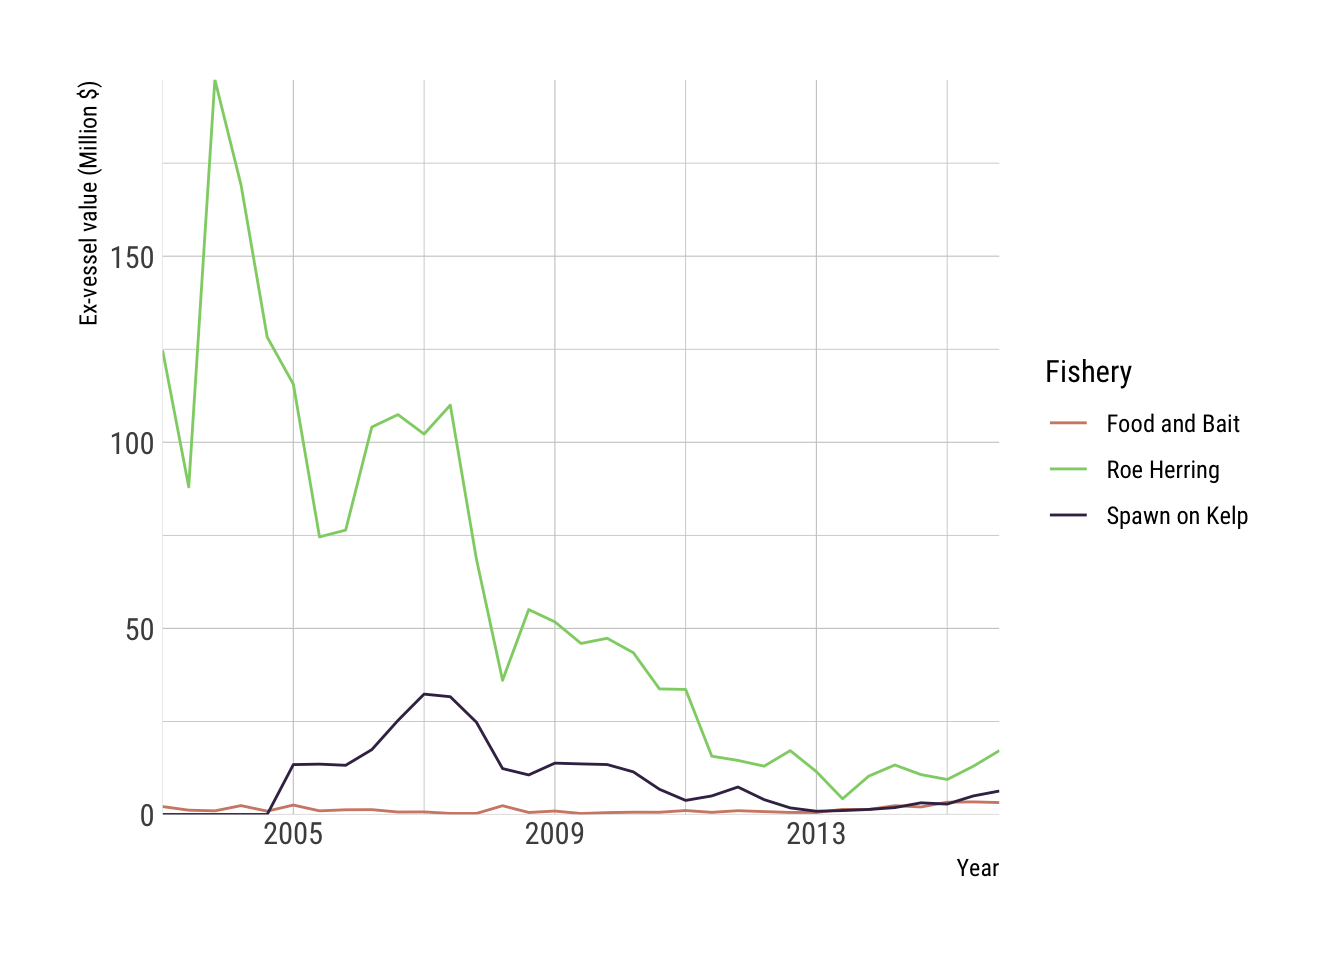 Ex-vessel value (Million $)
150
100
50
0
2005
2009
2013
Year
Fishery
Food and Bait
Roe Herring
Spawn on Kelp